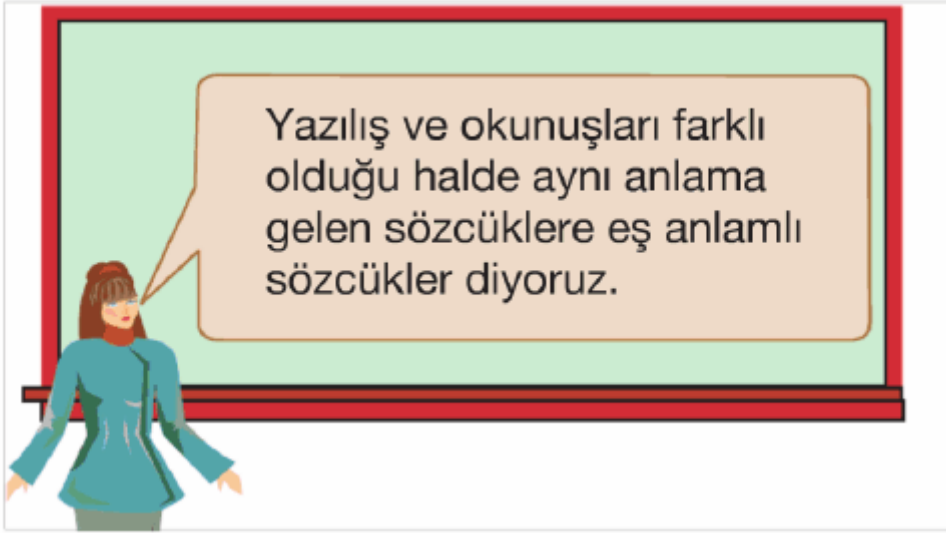 Yazılış ve okunuşları farklı
olduğu halde aynı anlama
gelen sözcüklere eş anlamlı
sözcükler diyoruz.